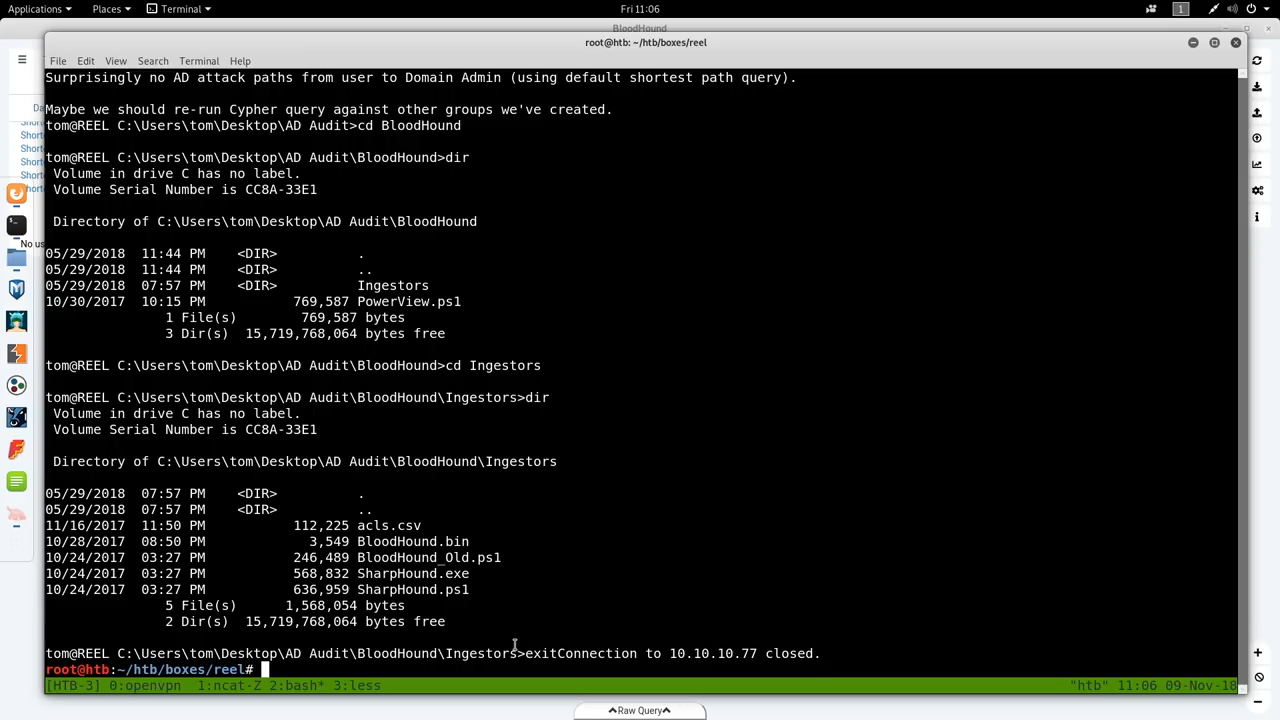 Applications Places Terminal Fri 11:06 1
BloodHound
root@htb: ~/htb/boxes/reel
File Edit View Search Terminal Help
Surprisingly no AD attack paths from user to Domain Admin (using default shortest path query).
Maybe we should re-run Cypher query against other groups we've created.
tom@REEL C:\Users\tom\Desktop\AD Audit>cd BloodHound
tom@REEL C:\Users\tom\Desktop\AD Audit\BloodHound>dir
Volume in drive C has no label.
Volume Serial Number is CC8A-33E1
Directory of C:\Users\tom\Desktop\AD Audit\BloodHound
05/29/2018 11:44 PM <DIR> .
05/29/2018 11:44 PM <DIR> ..
05/29/2018 07:57 PM <DIR> Ingestors
10/30/2017 10:15 PM 769,587 PowerView.ps1
1 File(s) 769,587 bytes
3 Dir(s) 15,719,768,064 bytes free
tom@REEL C:\Users\tom\Desktop\AD Audit\BloodHound>cd Ingestors
tom@REEL C:\Users\tom\Desktop\AD Audit\BloodHound\Ingestors>dir
Volume in drive C has no label.
Volume Serial Number is CC8A-33E1
Directory of C:\Users\tom\Desktop\AD Audit\BloodHound\Ingestors
05/29/2018 07:57 PM <DIR> .
05/29/2018 07:57 PM <DIR> ..
11/16/2017 11:50 PM 112,225 acls.csv
10/28/2017 08:50 PM 3,549 BloodHound.bin
10/24/2017 03:27 PM 246,489 BloodHound_Old.ps1
10/24/2017 03:27 PM 568,832 SharpHound.exe
10/24/2017 03:27 PM 636,959 SharpHound.ps1
5 File(s) 1,568,054 bytes
2 Dir(s) 15,719,768,064 bytes free
tom@REEL C:\Users\tom\Desktop\AD Audit\BloodHound\Ingestors>exitConnection to 10.10.10.77 closed.
root@htb:~/htb/boxes/reel#
[HTB-3] 0:openvpn 1:ncat-Z 2:bash* 3:less "htb" 11:06 09-Nov-18
Da
Short
Short
Short
Short
Short
Short
No us
Raw Query